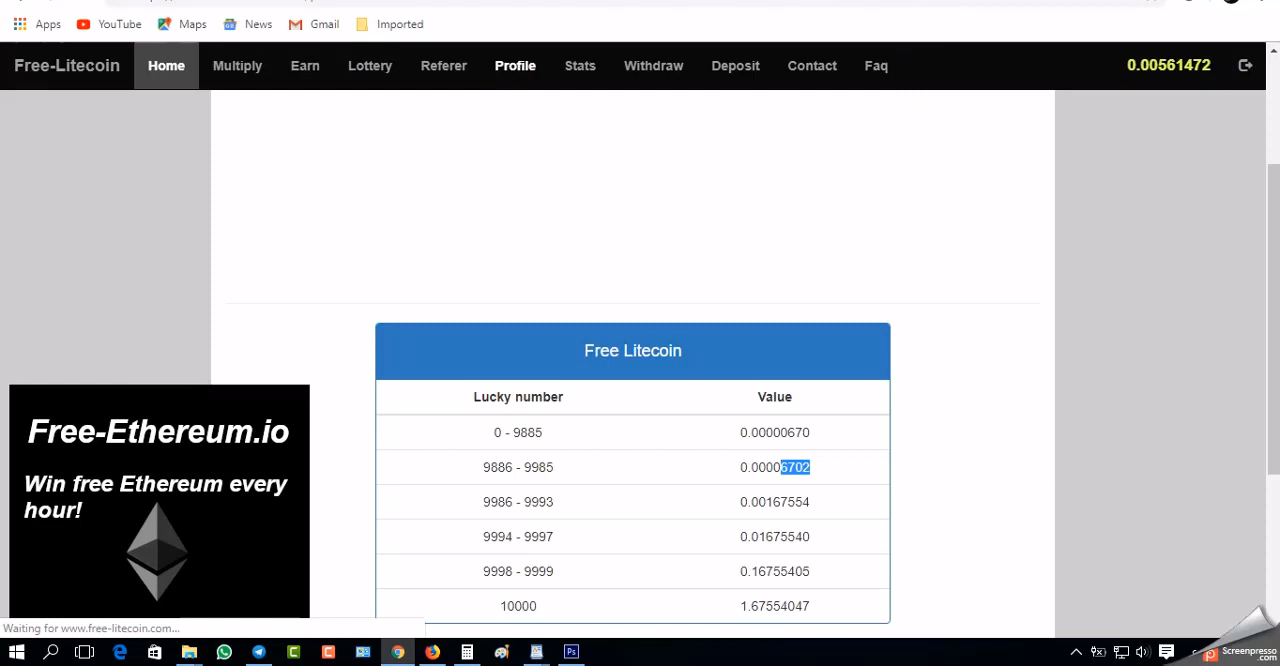 Apps YouTube Maps News Gmail Imported
Free-Litecoin Home Multiply Earn Lottery Referer Profile Stats Withdraw Deposit Contact Faq 0.00561472
Free Litecoin
Lucky number Value
0 - 9885 0.00000670
9886 - 9985 0.00006702
9986 - 9993 0.00167554
9994 - 9997 0.01675540
9998 - 9999 0.16755405
10000 1.67554047
Free-Ethereum.io
Win free Ethereum every
hour!
Waiting for www.free-litecoin.com...
Screenpresso
.com